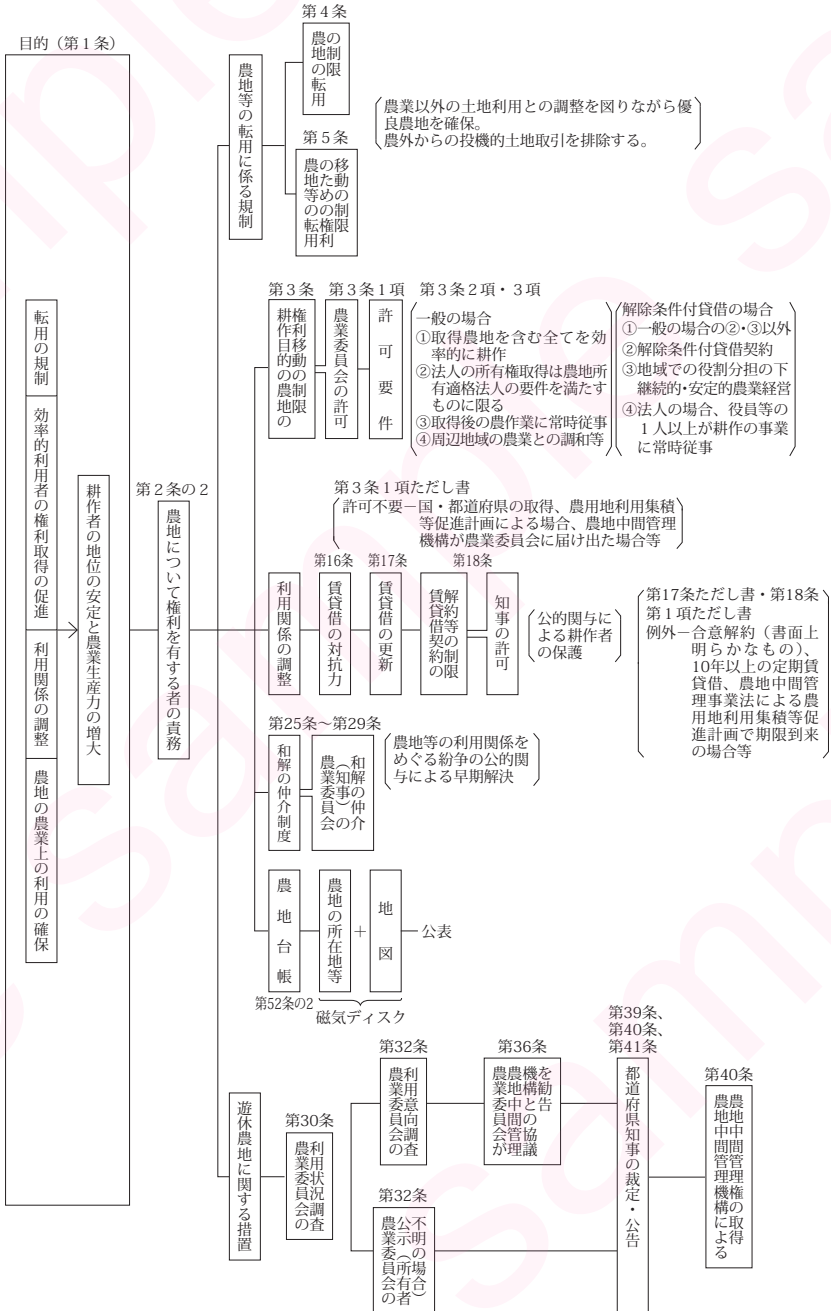 目的（第１条）
転用の規制
効率的利用者の権利取得の促進
利用関係の調整
農地の農業上の利用の確保
耕作者の地位の安定と農業生産力の増大
第２条の２
農地について権利を有する者の責務
農地等の転用に係る規制
第４条
農地の転用
の制限
第５条
農地等の転用
のための権利
移動の制限
農業以外の土地利用との調整を図りながら優
良農地を確保。
農外からの投機的土地取引を排除する。
第３条
耕作目的の農地の
権利移動の制限
第３条１項
農業委員会の許可
許可要件
第３条２項・３項
一般の場合
①取得農地を含む全てを効
率的に耕作
②法人の所有権取得は農地所
有適格法人の要件を満たす
ものに限る
③取得後の農作業に常時従事
④周辺地域の農業との調和等
解除条件付貸借の場合
①一般の場合の②・③以外
②解除条件付貸借契約
③地域での役割分担の下
継続的・安定的農業経営
④法人の場合、役員等の
１人以上が耕作の事業
に常時従事
第３条１項ただし書
許可不要－国・都道府県の取得、農用地利用集積
等促進計画による場合、農地中間管理
機構が農業委員会に届け出た場合等
利用関係の調整
第16条
賃貸借の対抗力
第17条
賃貸借の更新
第18条
賃貸借契約の
解約等の制限
知事の許可
公的関与に
よる耕作者
の保護
第17条ただし書・第18条
第１項ただし書
例外－合意解約（書面上
明らかなもの）、
10年以上の定期賃
貸借、農地中間管
理事業法による農
用地利用集積等促
進計画で期限到来
の場合等
第25条～第29条
和解の仲介制度
農業委員会の
（知事）
和解の仲介
農地等の利用関係を
めぐる紛争の公的関
与による早期解決
農地台帳
第52条の2
農地の所在地等
＋
地図
公表
磁気ディスク
遊休農地に関する措置
第30条
農業委員会の
利用状況調査
第32条
農業委員会の
利用意向調査
第36条
農業委員会が
農地中間管理
機構と協議
を勧告
第32条
農業委員会の
公示（所有者
不明の場合）
第39条、
第40条、
第41条
都道府県知事の裁定・公告
第40条
農地中間管理機構による
農地中間管理権の取得
sample
sample
sample
sample